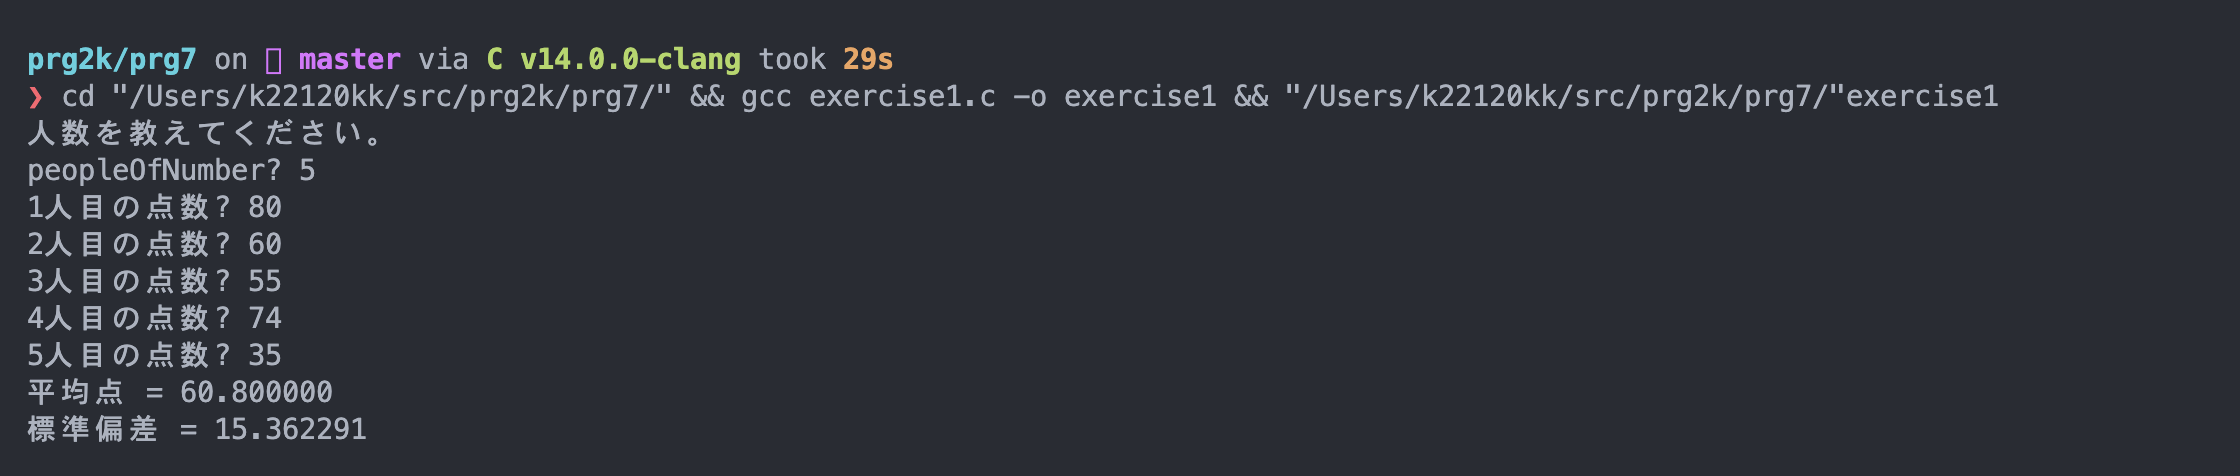 prg2k/prg7 on  master via C v14.0.0-clang took 29s
❯ cd "/Users/k22120kk/src/prg2k/prg7/" && gcc exercise1.c -o exercise1 && "/Users/k22120kk/src/prg2k/prg7/"exercise1
人数を教えてください。
peopleOfNumber? 5
1人目の点数? 80
2人目の点数? 60
3人目の点数? 55
4人目の点数? 74
5人目の点数? 35
平均点 = 60.800000
標準偏差 = 15.362291